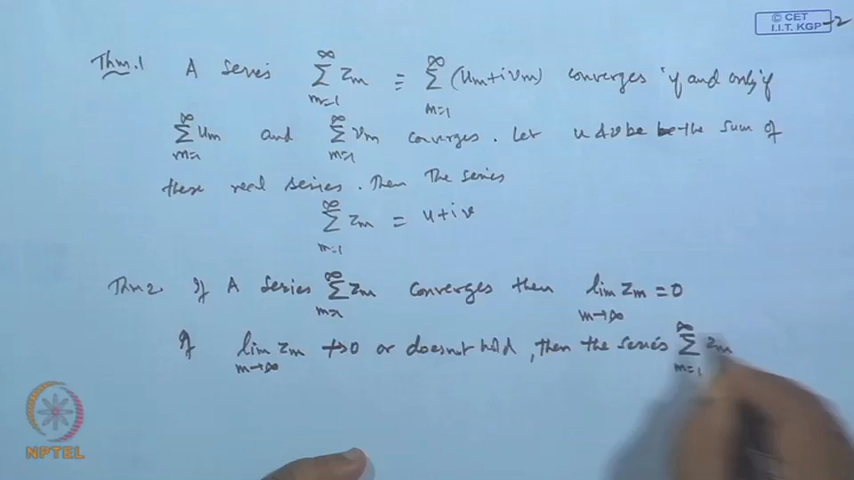 © CET
I.I.T. KGP
-2
Thm.1 A series ∑_{m=1}^{∞} z_m ≡ ∑_{m=1}^{∞} (u_m + i v_m) converges if and only if
∑_{m=1}^{∞} u_m and ∑_{m=1}^{∞} v_m converges. Let u & v be the sum of
these real series. Then the series
∑_{m=1}^{∞} z_m = u + iv
Thm2. If A series ∑_{m=1}^{∞} z_m converges then lim_{m→∞} z_m = 0
If lim_{m→∞} z_m ↛ 0 or doesnot hold, then the series ∑_{m=1}^{∞} z_m
NPTEL